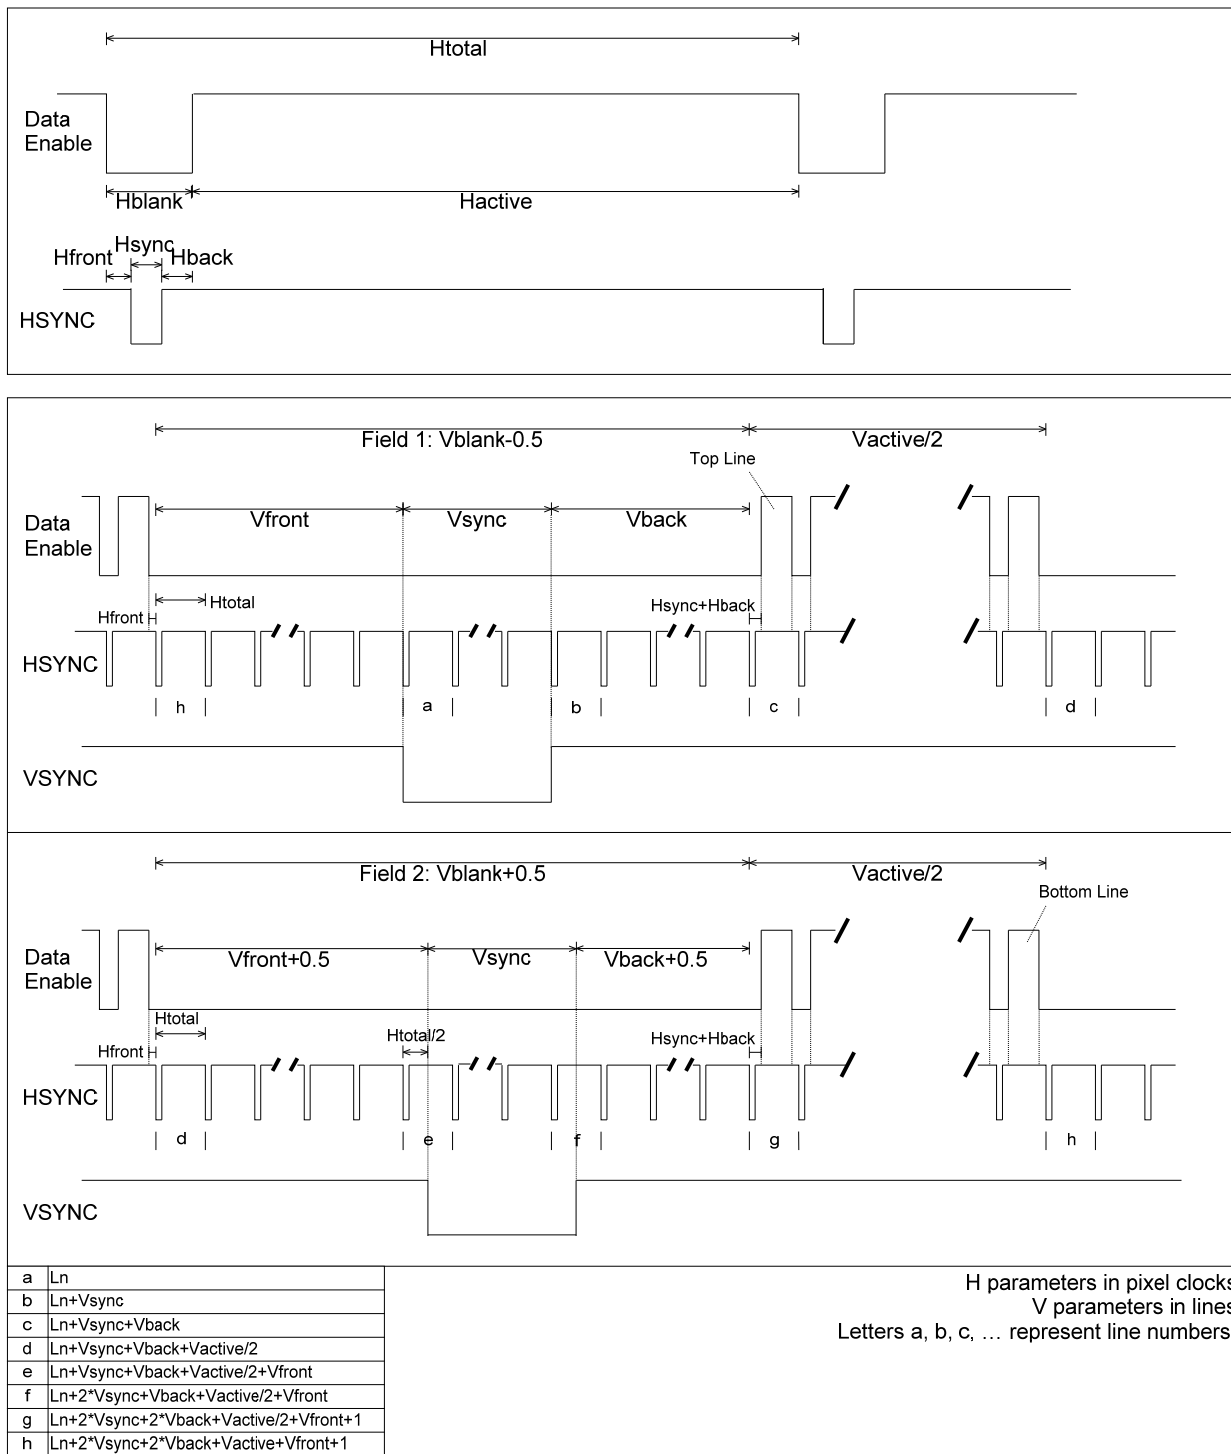 Htotal
Data
Enable
Hblank
Hactive
Hsync
Hfront
Hback
HSYNC
Field 1: Vblank-0.5
Vactive/2
Top Line
Data
Enable
Vfront
Vsync
Vback
Hfront
Htotal
Hsync+Hback
HSYNC
h
a
b
c
d
VSYNC
Field 2: Vblank+0.5
Vactive/2
Bottom Line
Data
Enable
Vfront+0.5
Vsync
Vback+0.5
Htotal
Hfront
Htotal/2
Hsync+Hback
HSYNC
d
e
f
g
h
VSYNC
a Ln
b Ln+Vsync
c Ln+Vsync+Vback
d Ln+Vsync+Vback+Vactive/2
e Ln+Vsync+Vback+Vactive/2+Vfront
f Ln+2*Vsync+Vback+Vactive/2+Vfront
g Ln+2*Vsync+2*Vback+Vactive/2+Vfront+1
h Ln+2*Vsync+2*Vback+Vactive+Vfront+1
H parameters in pixel clocks
V parameters in lines
Letters a, b, c, … represent line numbers